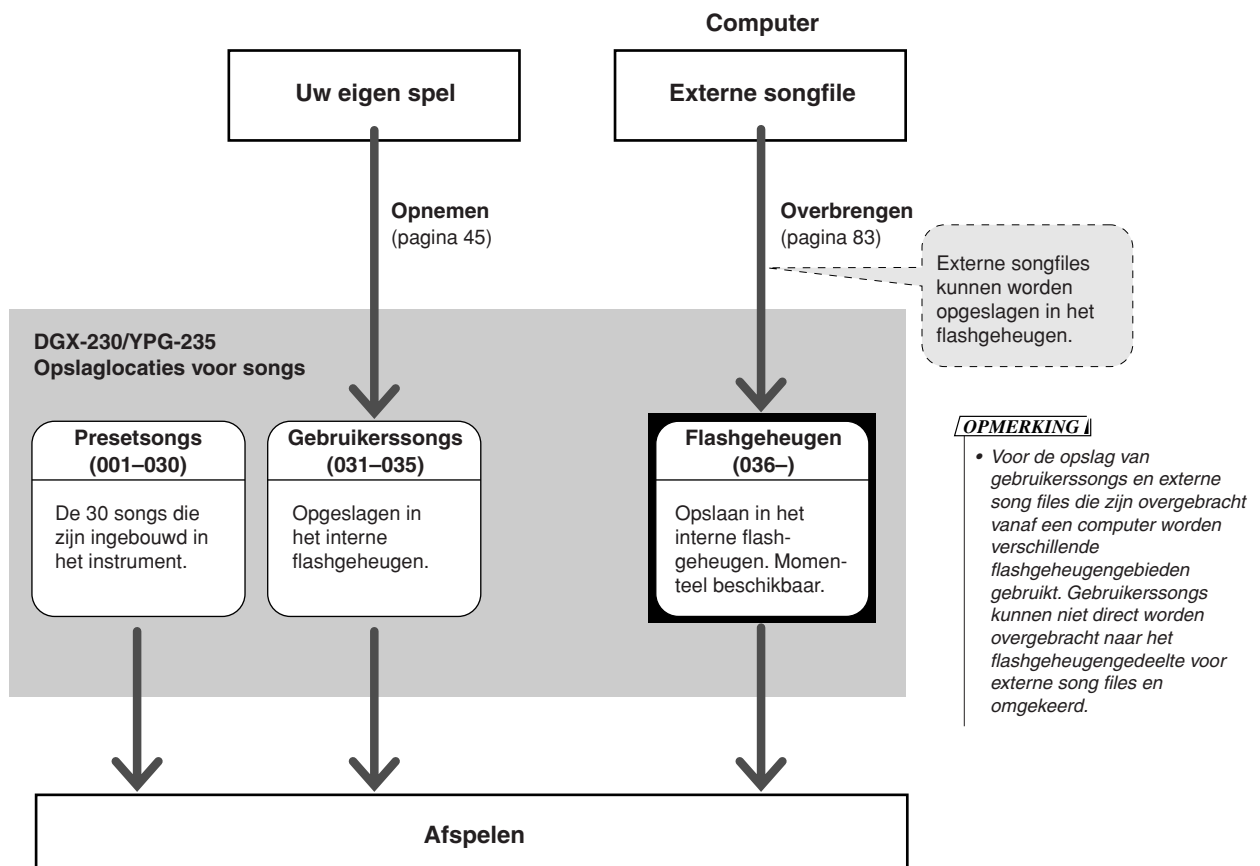 Computer
Uw eigen spel
Externe songfile
Opnemen
(pagina 45)
Overbrengen
(pagina 83)
Externe songfiles
kunnen worden
opgeslagen in het
flashgeheugen.
DGX-230/YPG-235
Opslaglocaties voor songs
Presetsongs
(001–030)
De 30 songs die
zijn ingebouwd in
het instrument.
Gebruikerssongs
(031–035)
Opgeslagen in
het interne
flashgeheugen.
Flashgeheugen
(036–)
Opslaan in het
interne flash-
geheugen. Momen-
teel beschikbaar.
OPMERKING
• Voor de opslag van
gebruikerssongs en externe
song files die zijn overgebracht
vanaf een computer worden
verschillende
flashgeheugengebieden
gebruikt. Gebruikerssongs
kunnen niet direct worden
overgebracht naar het
flashgeheugengedeelte voor
externe song files en
omgekeerd.
Afspelen